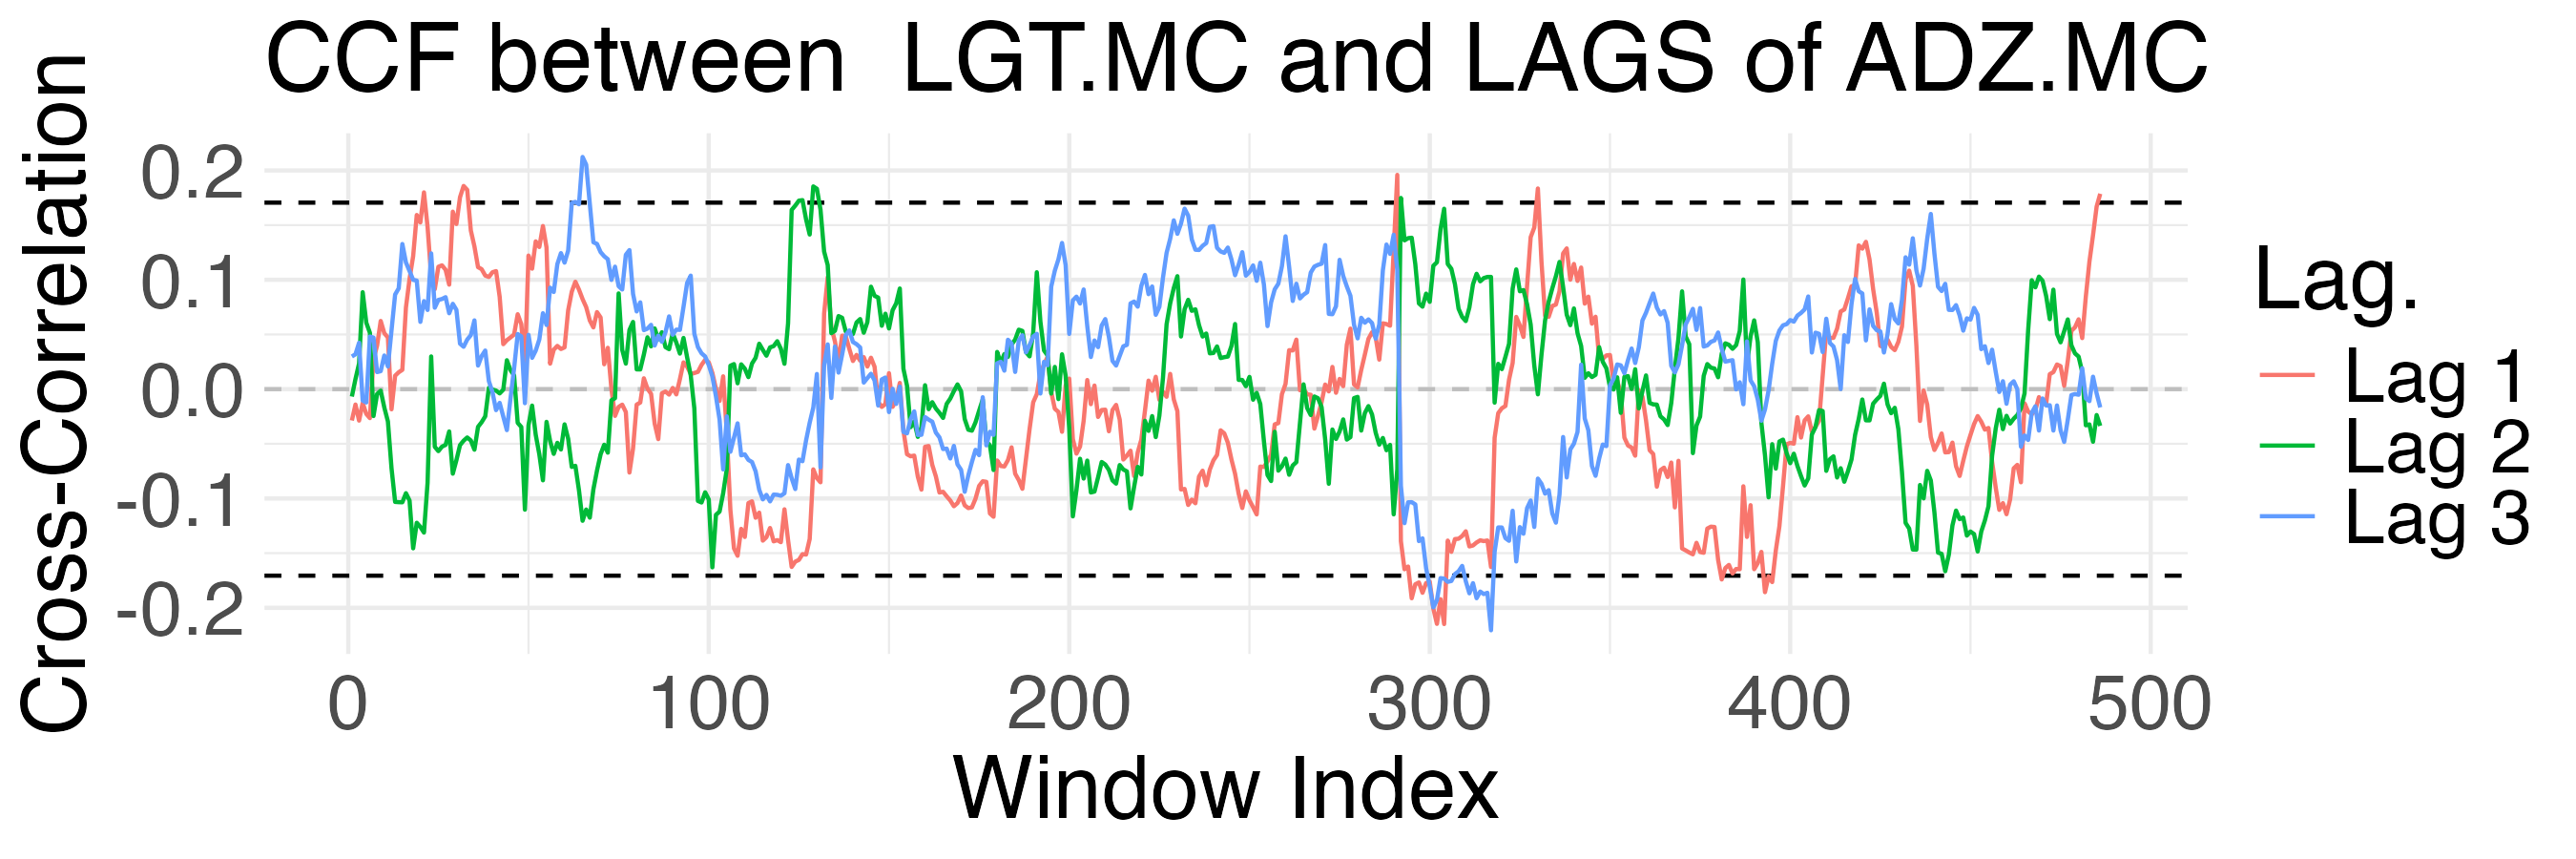 CCF between  LGT.MC and LAGS of ADZ.MC
Cross-Correlation
0.2
0.1
0.0
-0.1
-0.2
0 100 200 300 400 500
Window Index
Lag.
Lag 1
Lag 2
Lag 3